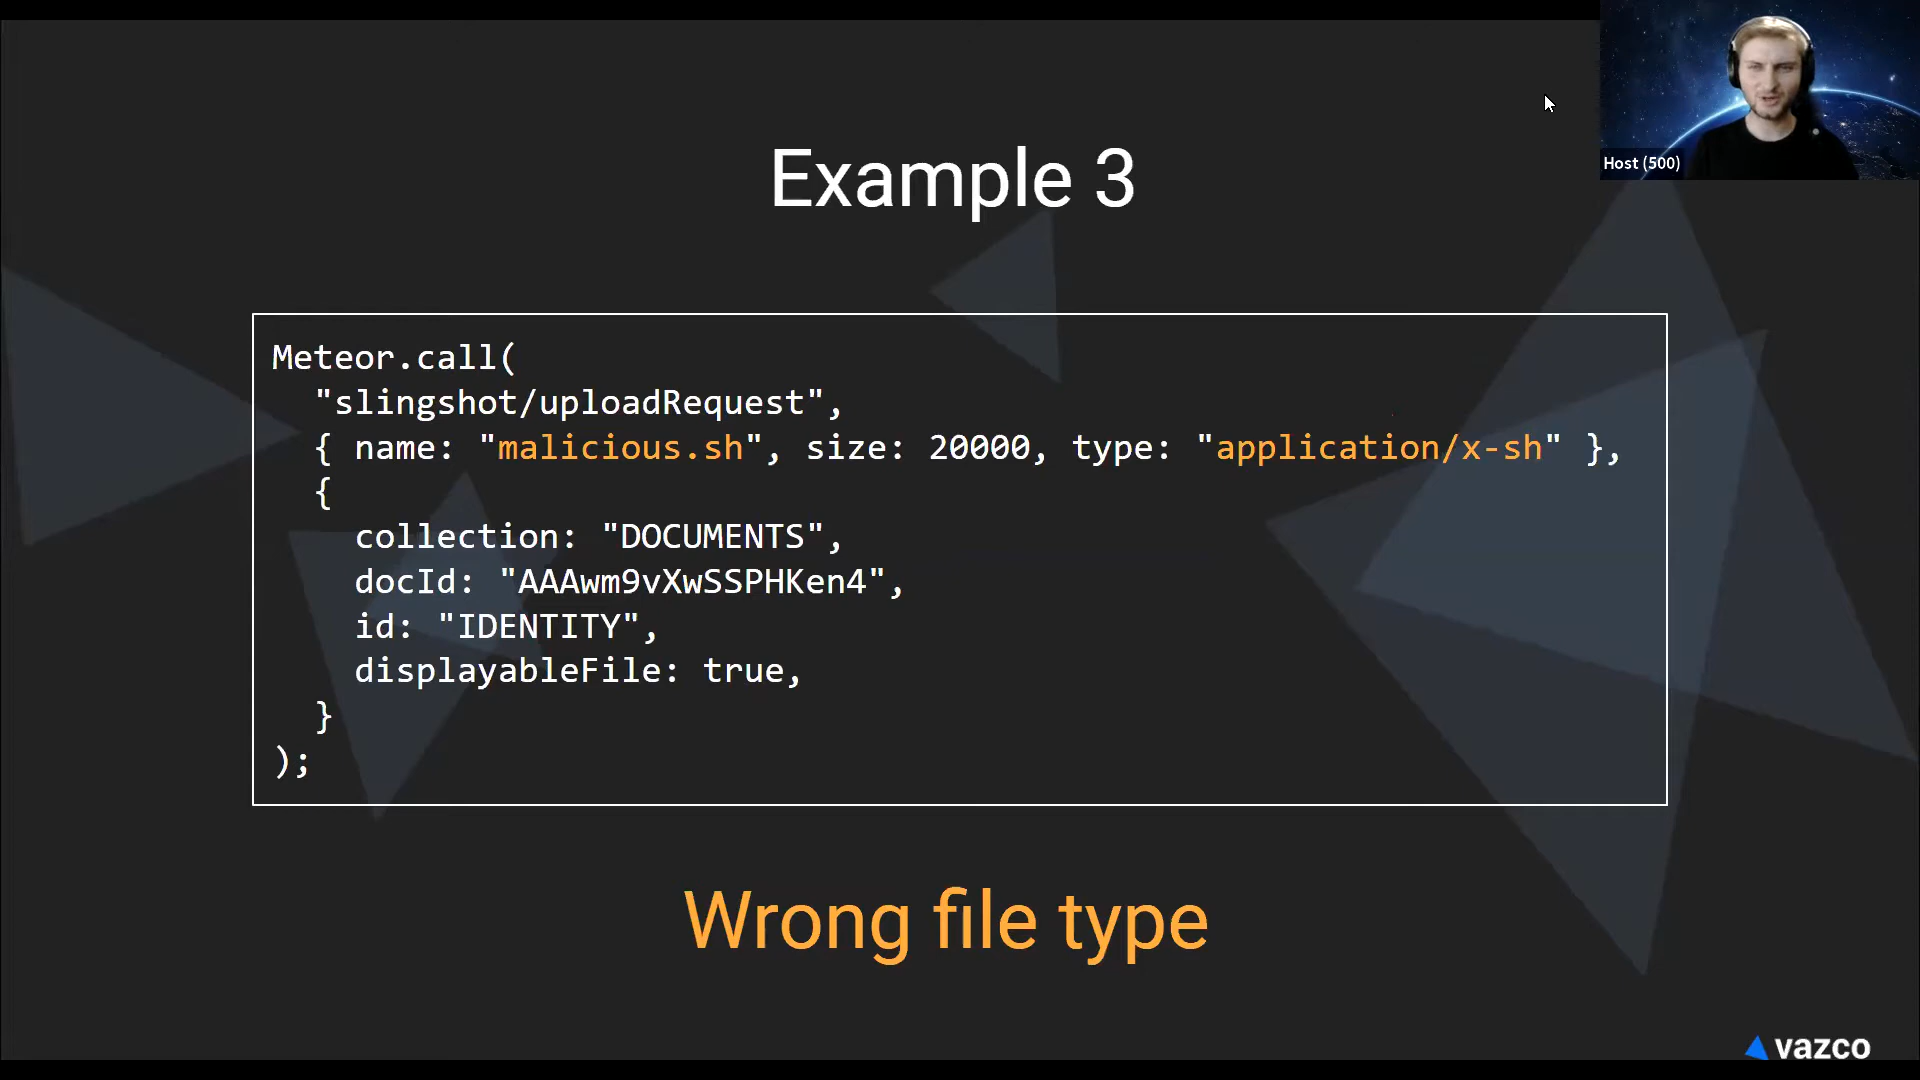 Host (500)
Example 3
Meteor.call(
"slingshot/uploadRequest",
{ name: "malicious.sh", size: 20000, type: "application/x-sh" },
{
collection: "DOCUMENTS",
docId: "AAAwm9vXwSSPHKen4",
id: "IDENTITY",
displayableFile: true,
}
);
Wrong file type
vazco